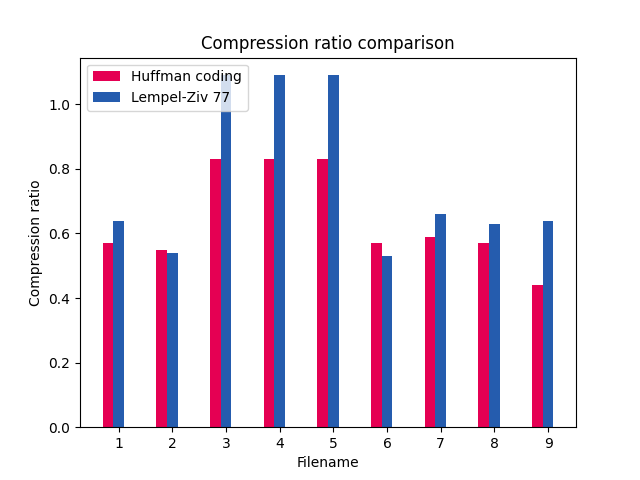 Compression ratio comparison
Huffman coding
Lempel-Ziv 77
Compression ratio
1.0
0.8
0.6
0.4
0.2
0.0
1 2 3 4 5 6 7 8 9
Filename